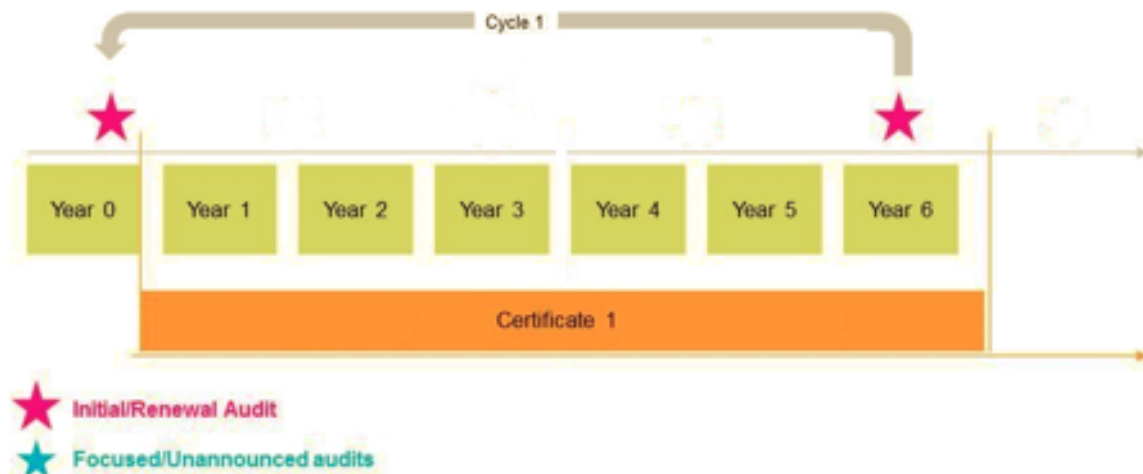 Cycle 1
Year 0 Year 1 Year 2 Year 3 Year 4 Year 5 Year 6
Certificate 1
Initial/Renewal Audit
Focused/Unannounced audits